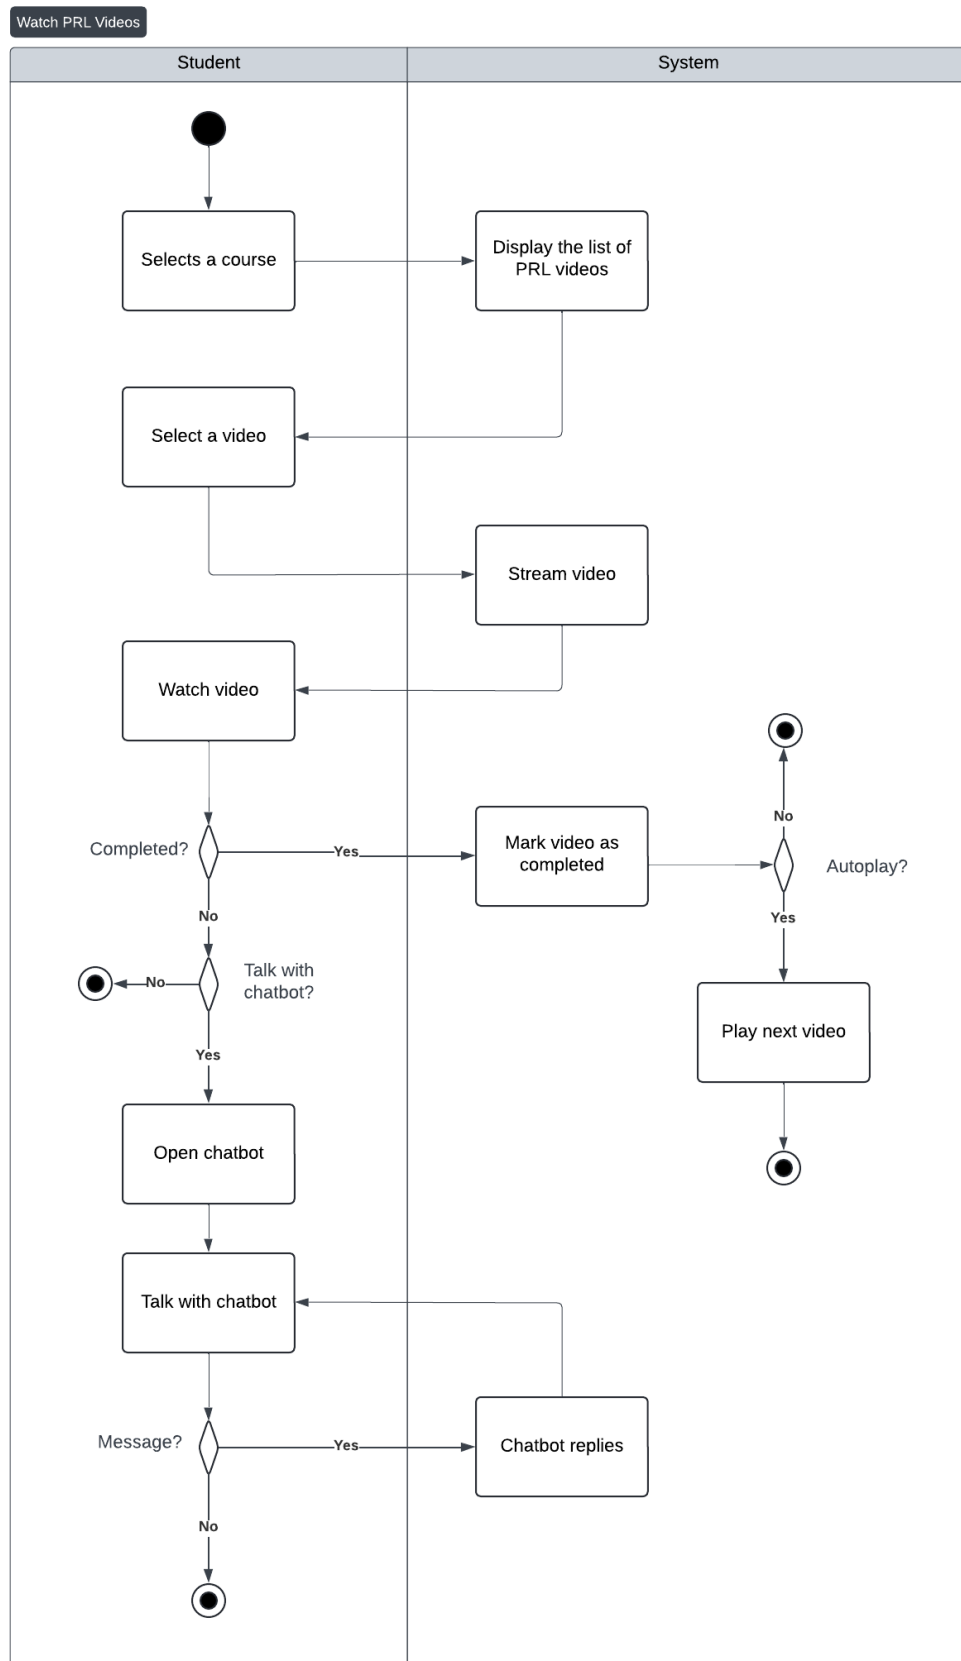 Watch PRL Videos
Student
System
Selects a course
Display the list of
PRL videos
Select a video
Stream video
Watch video
No
Completed?
Yes
Mark video as
completed
Autoplay?
No
Yes
Talk with
chatbot?
No
Play next video
Yes
Open chatbot
Talk with chatbot
Message?
Yes
Chatbot replies
No